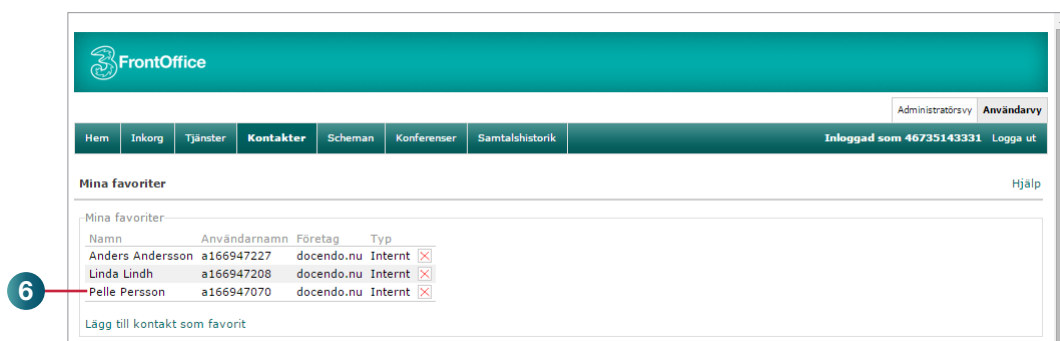 3 FrontOffice
Administratörsvy Användarvy
Hem Inkorg Tjänster Kontakter Scheman Konferenser Samtalshistorik Inloggad som 46735143331 Logga ut
Mina favoriter Hjälp
Mina favoriter
Namn Användarnamn Företag Typ
Anders Andersson a166947227 docendo.nu Internt
Linda Lindh a166947208 docendo.nu Internt
6 Pelle Persson a166947070 docendo.nu Internt
Lägg till kontakt som favorit